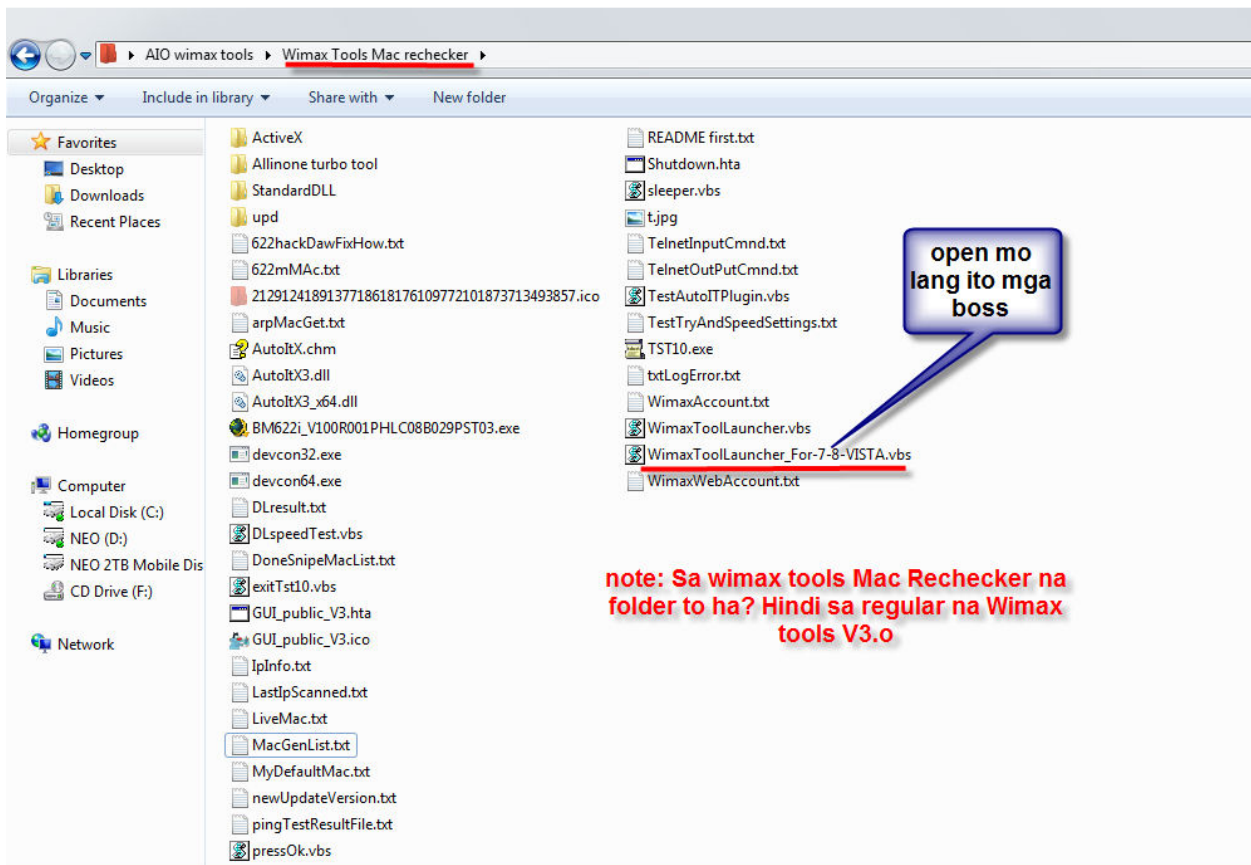 AIO wimax tools ▸ Wimax Tools Mac rechecker ▸
Organize Include in library Share with New folder
Favorites
Desktop
Downloads
Recent Places
Libraries
Documents
Music
Pictures
Videos
Homegroup
Computer
Local Disk (C:)
NEO (D:)
NEO 2TB Mobile Dis
CD Drive (F:)
Network
ActiveX
Allinone turbo tool
StandardDLL
upd
622hackDawFixHow.txt
622mMAc.txt
2129124189137718618176109772101873713493857.ico
arpMacGet.txt
AutoItX.chm
AutoItX3.dll
AutoItX3_x64.dll
BM622i_V100R001PHLC08B029PST03.exe
devcon32.exe
devcon64.exe
DLresult.txt
DLspeedTest.vbs
DoneSnipeMacList.txt
exitTst10.vbs
GUI_public_V3.hta
GUI_public_V3.ico
IpInfo.txt
LastIpScanned.txt
LiveMac.txt
MacGenList.txt
MyDefaultMac.txt
newUpdateVersion.txt
pingTestResultFile.txt
pressOk.vbs
README first.txt
Shutdown.hta
sleeper.vbs
t.jpg
TelnetInputCmnd.txt
TelnetOutPutCmnd.txt
TestAutoITPlugin.vbs
TestTryAndSpeedSettings.txt
TST10.exe
txtLogError.txt
WimaxAccount.txt
WimaxToolLauncher.vbs
WimaxToolLauncher_For-7-8-VISTA.vbs
WimaxWebAccount.txt
open mo
lang ito mga
boss
note: Sa wimax tools Mac Rechecker na
folder to ha? Hindi sa regular na Wimax
tools V3.o